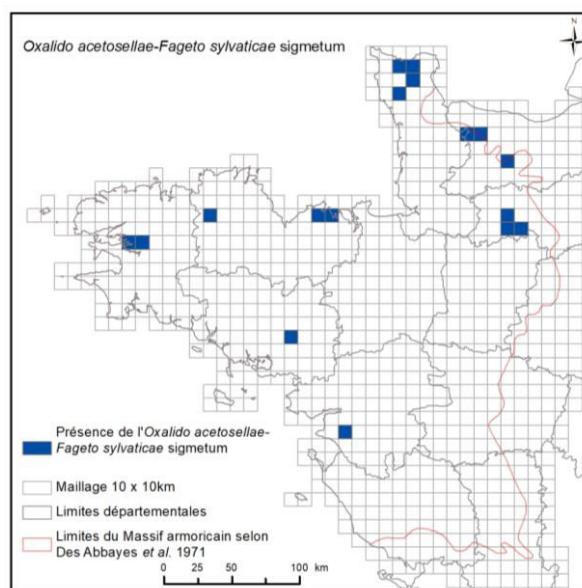 Oxalido acetosellae-Fageto sylvaticae sigmetum
N
Présence de l'Oxalido acetosellae-
Fageto sylvaticae sigmetum
Maillage 10 x 10km
Limites départementales
Limites du Massif armoricain selon
Des Abbayes et al. 1971
0 25 50 100 km